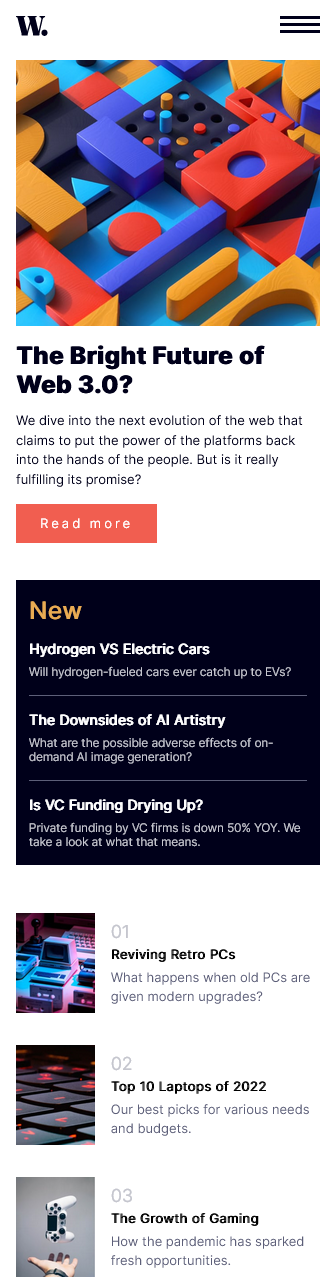 W.
The Bright Future of
Web 3.0?
We dive into the next evolution of the web that
claims to put the power of the platforms back
into the hands of the people. But is it really
fulfilling its promise?
Read more
New
Hydrogen VS Electric Cars
Will hydrogen-fueled cars ever catch up to EVs?
The Downsides of AI Artistry
What are the possible adverse effects of on-
demand AI image generation?
Is VC Funding Drying Up?
Private funding by VC firms is down 50% YOY. We
take a look at what that means.
01
Reviving Retro PCs
What happens when old PCs are
given modern upgrades?
02
Top 10 Laptops of 2022
Our best picks for various needs
and budgets.
03
The Growth of Gaming
How the pandemic has sparked
fresh opportunities.